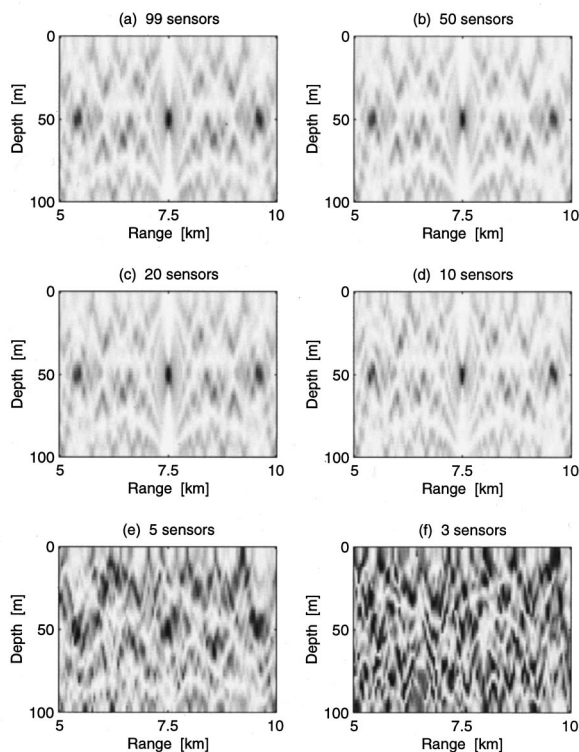 (a) 99 sensors
(b) 50 sensors
0
50
100
Depth [m]
5
7.5
10
Range [km]
0
50
100
Depth [m]
5
7.5
10
Range [km]
(c) 20 sensors
(d) 10 sensors
0
50
100
Depth [m]
5
7.5
10
Range [km]
0
50
100
Depth [m]
5
7.5
10
Range [km]
(e) 5 sensors
(f) 3 sensors
0
50
100
Depth [m]
5
7.5
10
Range [km]
0
50
100
Depth [m]
5
7.5
10
Range [km]